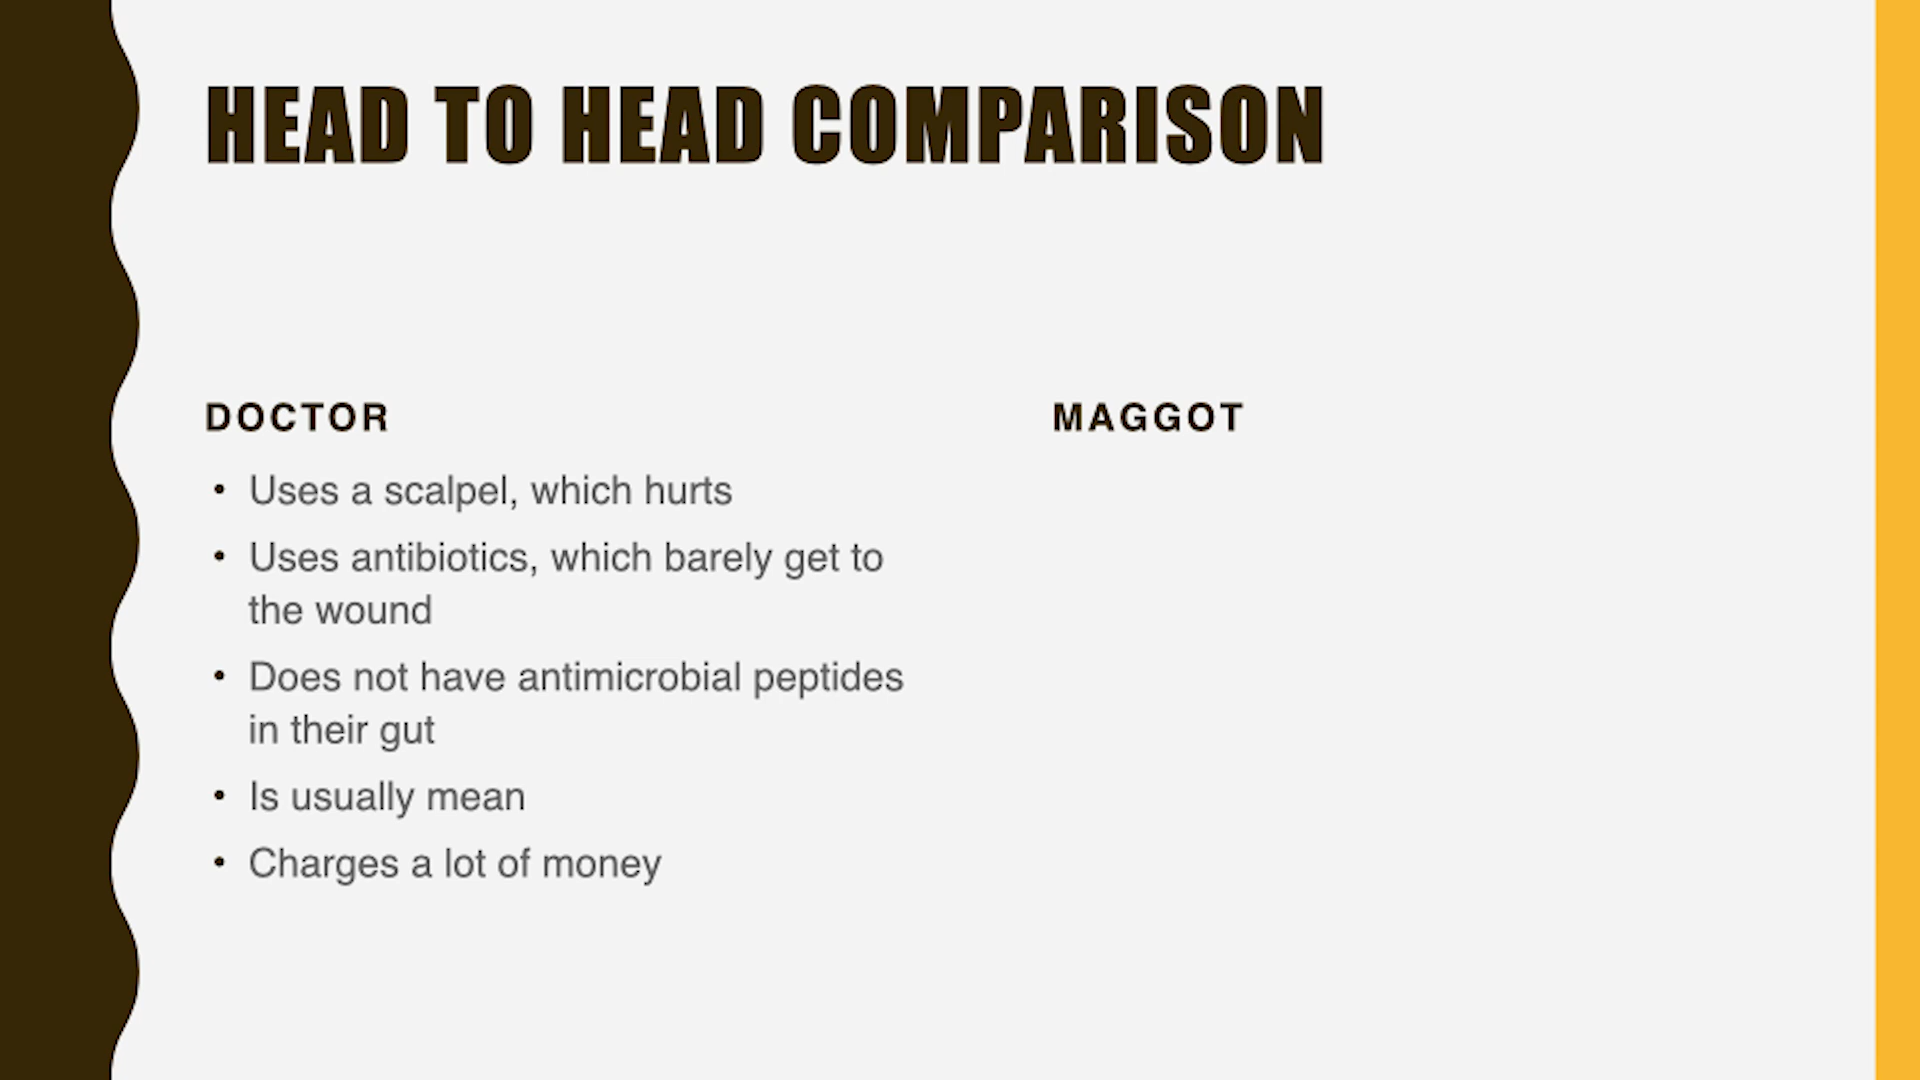 HEAD TO HEAD COMPARISON
DOCTOR
• Uses a scalpel, which hurts
• Uses antibiotics, which barely get to
the wound
• Does not have antimicrobial peptides
in their gut
• Is usually mean
• Charges a lot of money
MAGGOT